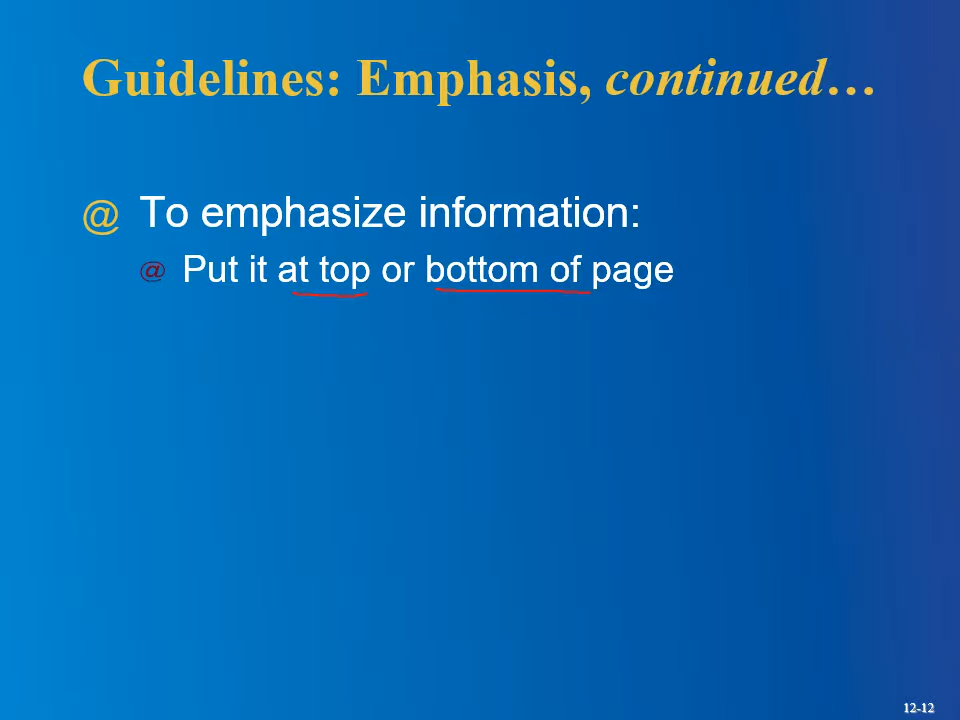 Guidelines: Emphasis, continued…
@ To emphasize information:
@ Put it at top or bottom of page
12-12